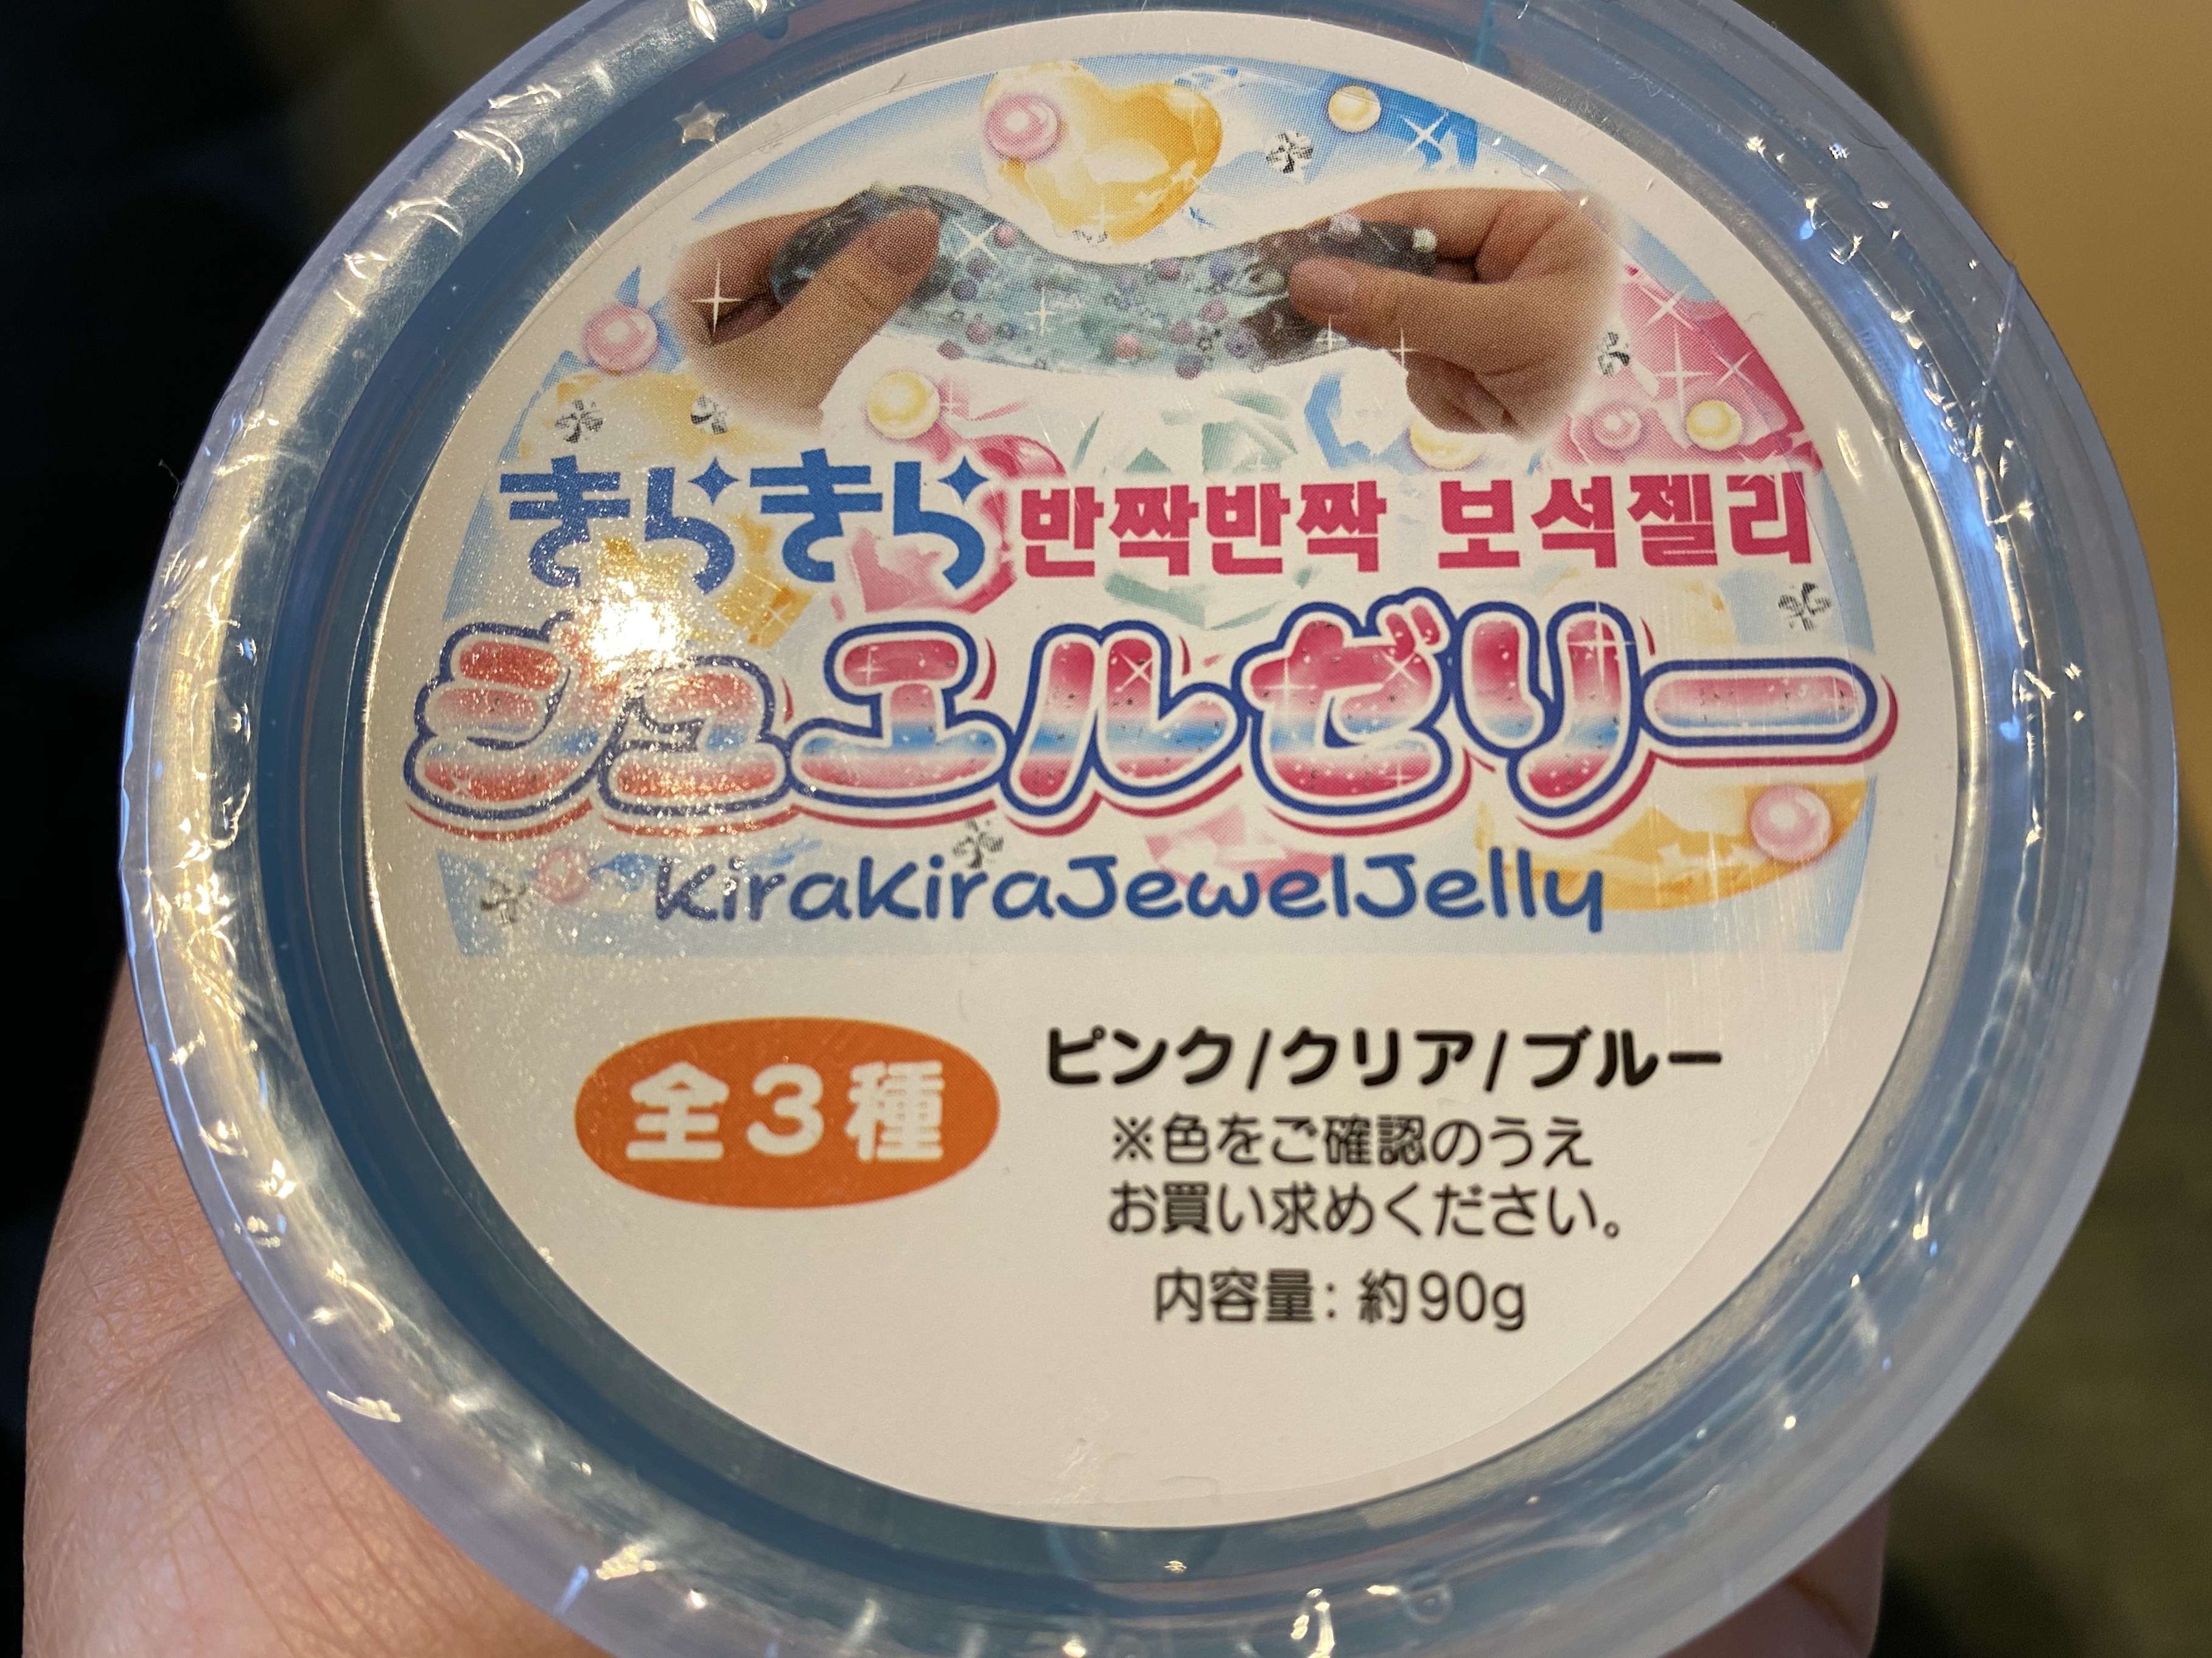 きらきら 반짝반짝 보석젤리
ジュエルゼリー
KiraKiraJewelJelly
全3種
ピンク/クリア/ブルー
※色をご確認のうえ
お買い求めください。
内容量:約90g